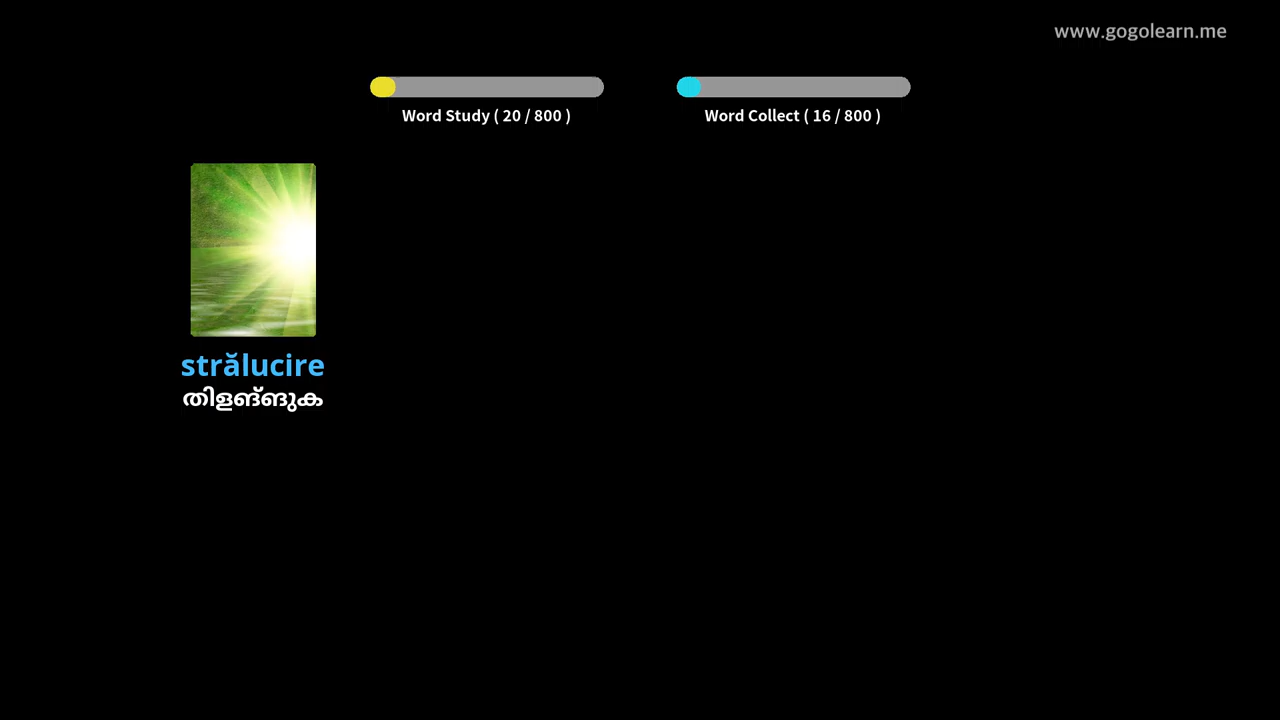 www.gogolearn.me
Word Study ( 20 / 800 )
Word Collect ( 16 / 800 )
strălucire
തിളങ്ങുക